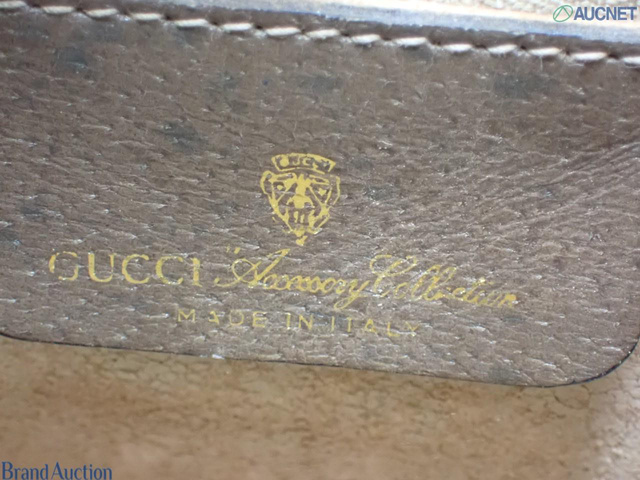 AUCNET
GUCCI "Accessory Collection
MADE IN ITALY
BrandAuction